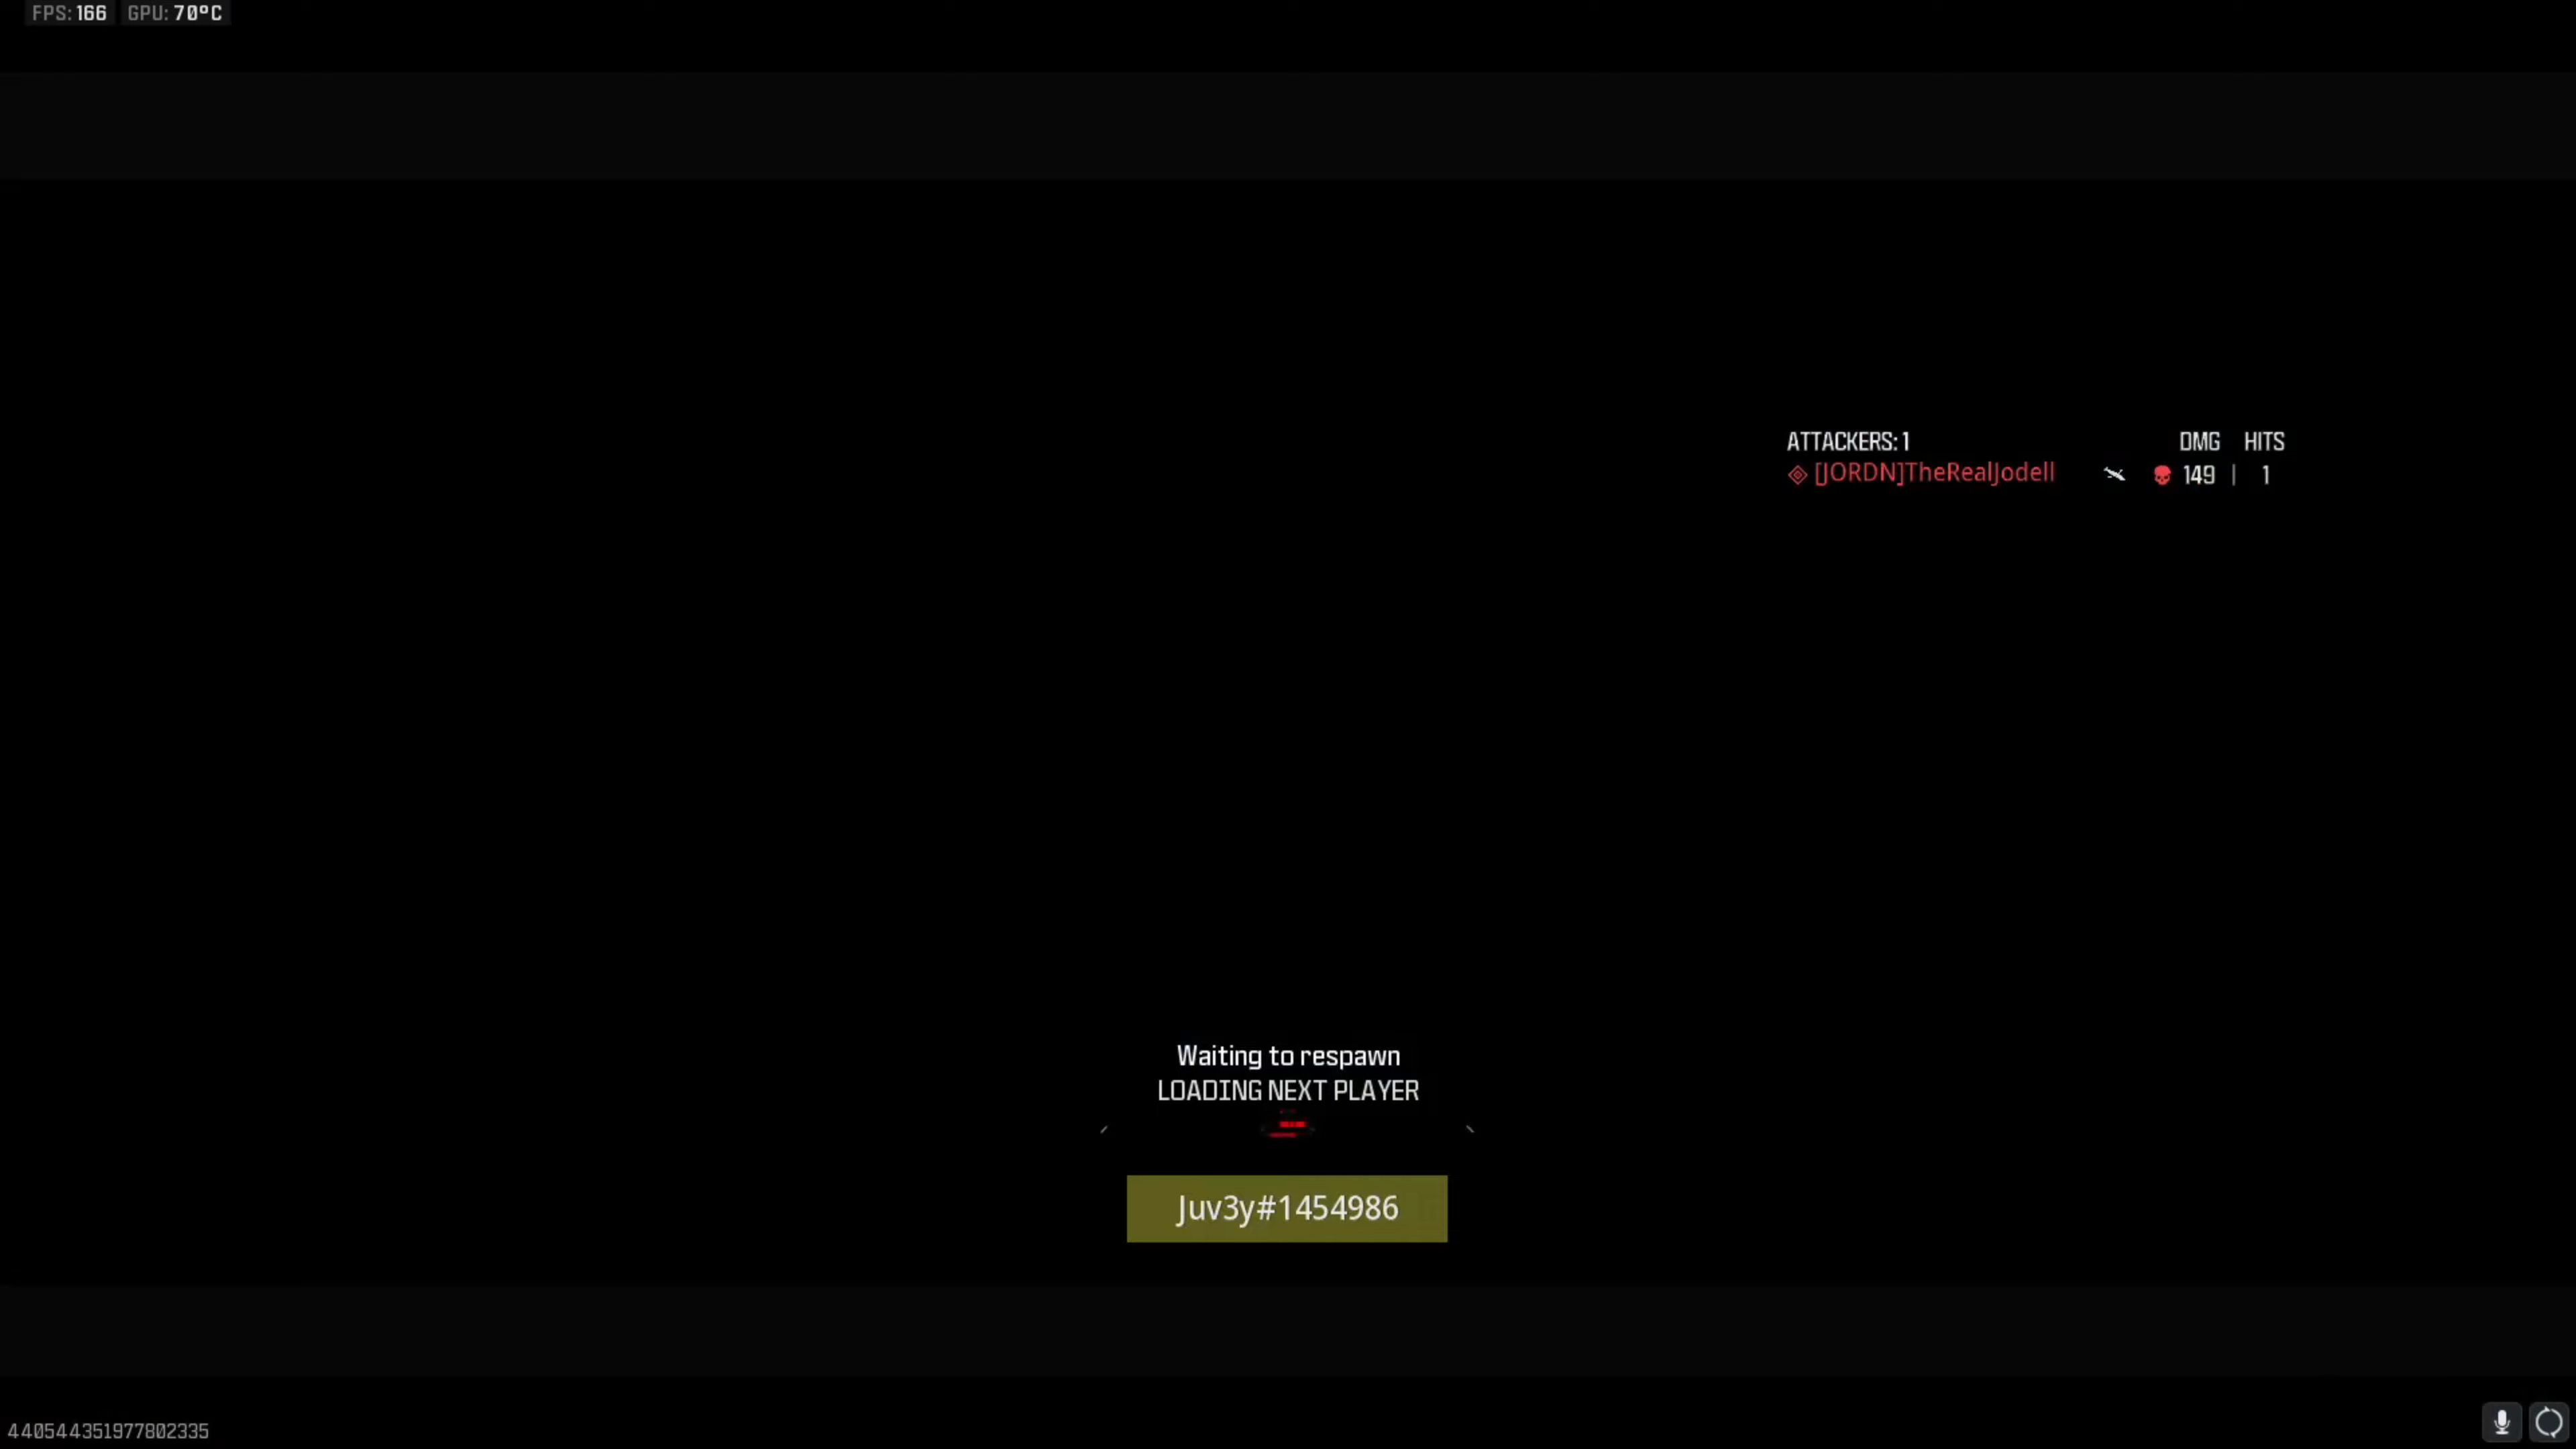 FPS: 166 GPU: 70°C
ATTACKERS: 1 DMG HITS
[JORDN]TheRealJodell 149 | 1
Waiting to respawn
LOADING NEXT PLAYER
Juv3y#1454986
440544351977802335